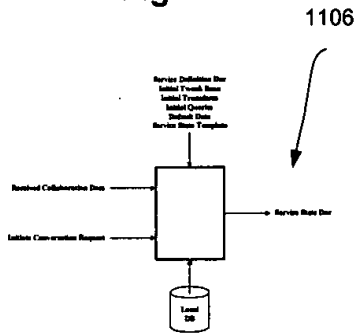 1106
Service Definition Doc
Initial Tweak Base
Initial Transform
Initial Queries
Default Data
Service State Template
Received Collaboration Docs
Service State Doc
Initiate Conversation Request
Local
DB